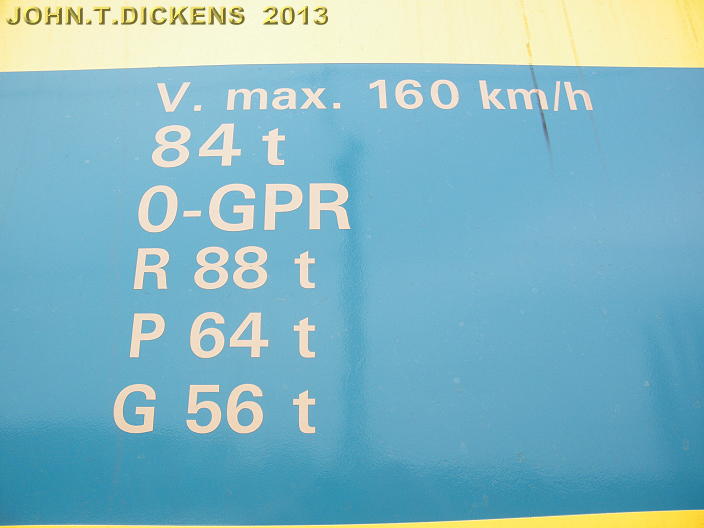 JOHN.T.DICKENS 2013
V. max. 160 km/h
84 t
0-GPR
R 88 t
P 64 t
G 56 t